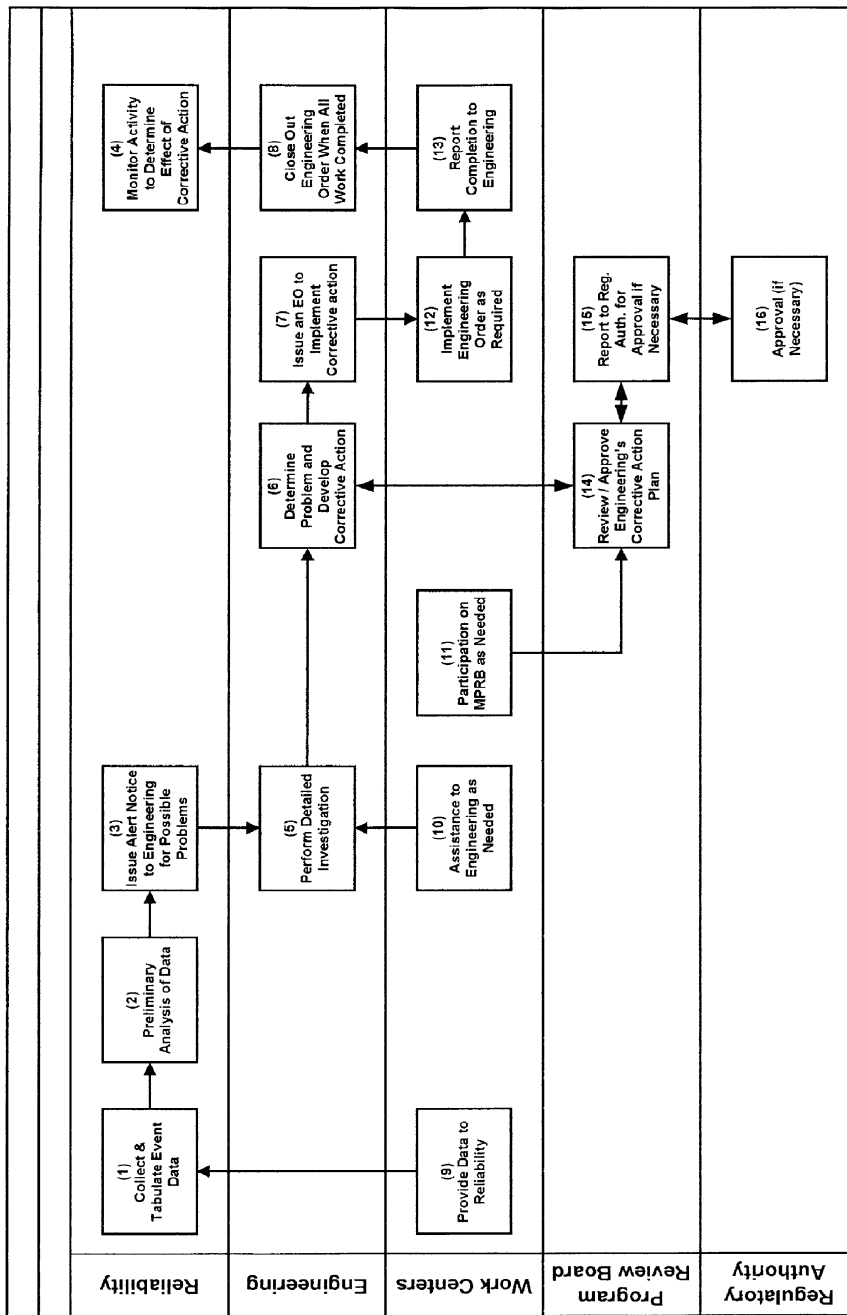 Reliability
(1)
Collect &
Tabulate Event
Data
(2)
Preliminary
Analysis of Data
(3)
Issue Alert Notice
to Engineering
for Possible
Problems
(4)
Monitor Activity
to Determine
Effect of
Corrective Action
Engineering
(5)
Perform Detailed
Investigation
(6)
Determine
Problem and
Develop
Corrective Action
(7)
Issue an EO to
Implement
Corrective action
(8)
Close Out
Engineering
Order When All
Work Completed
Work Centers
(9)
Provide Data to
Reliability
(10)
Assistance to
Engineering as
Needed
(11)
Participation on
MPRB as Needed
(12)
Implement
Engineering
Order as
Required
(13)
Report
Completion to
Engineering
Program
Review Board
(14)
Review / Approve
Engineering's
Corrective Action
Plan
(15)
Report to Reg.
Auth. for
Approval if
Necessary
Regulatory
Authority
(16)
Approval (if
Necessary)